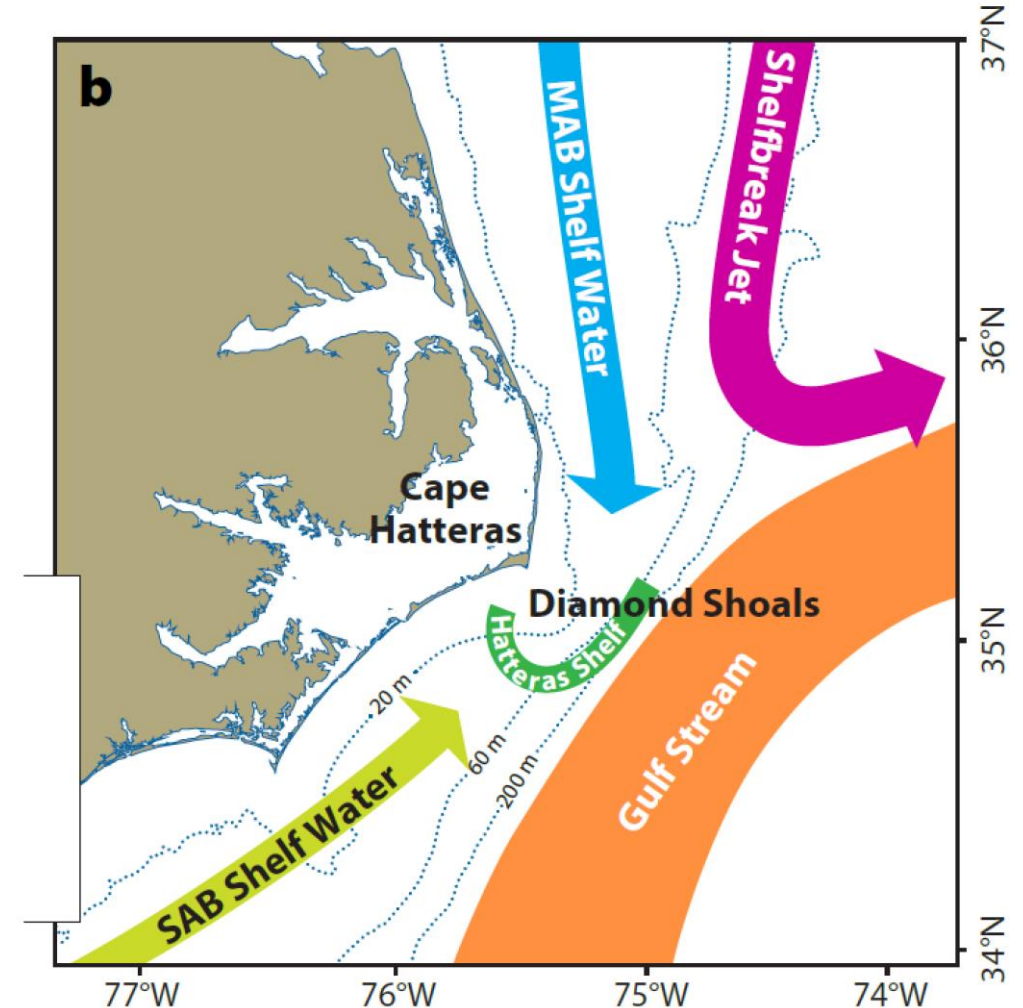 b
MAB Shelf Water
Shelfbreak Jet
Cape
Hatteras
Diamond Shoals
Hatteras Shelf
20 m
60 m
200 m
Gulf Stream
SAB Shelf Water
37°N
36°N
35°N
34°N
77°W
76°W
75°W
74°W